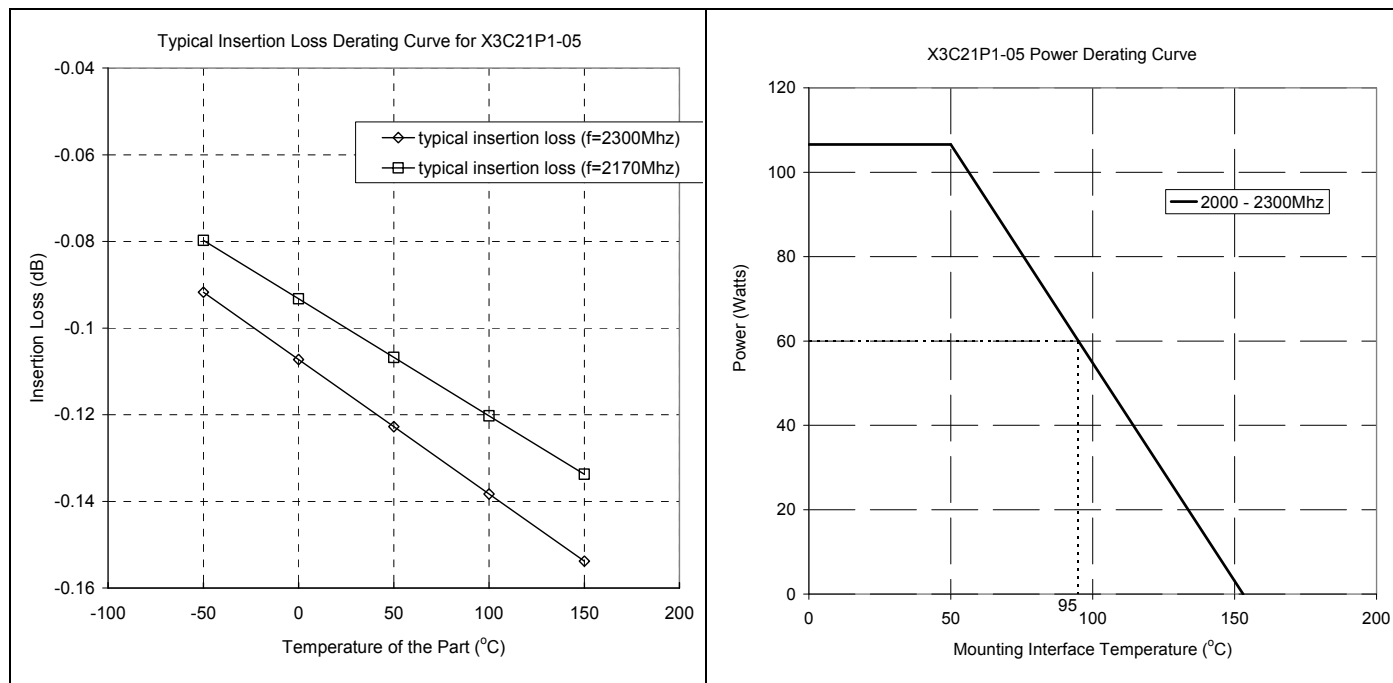 Typical Insertion Loss Derating Curve for X3C21P1-05
-0.04
-0.06
-0.08
-0.1
-0.12
-0.14
-0.16
Insertion Loss (dB)
typical insertion loss (f=2300Mhz)
typical insertion loss (f=2170Mhz)
-100 -50 0 50 100 150 200
Temperature of the Part (°C)
X3C21P1-05 Power Derating Curve
120
100
80
60
40
20
0
Power (Watts)
2000 - 2300Mhz
0 50 95 100 150 200
Mounting Interface Temperature (°C)